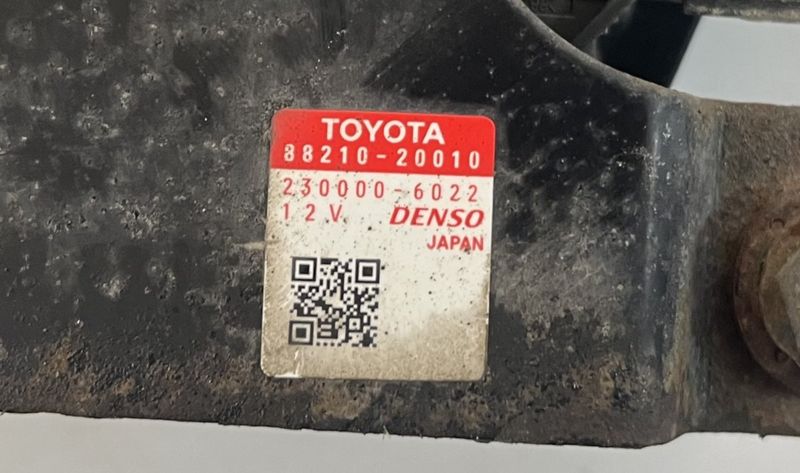 TOYOTA
88210-20010
230000-6022
12V. DENSO
JAPAN